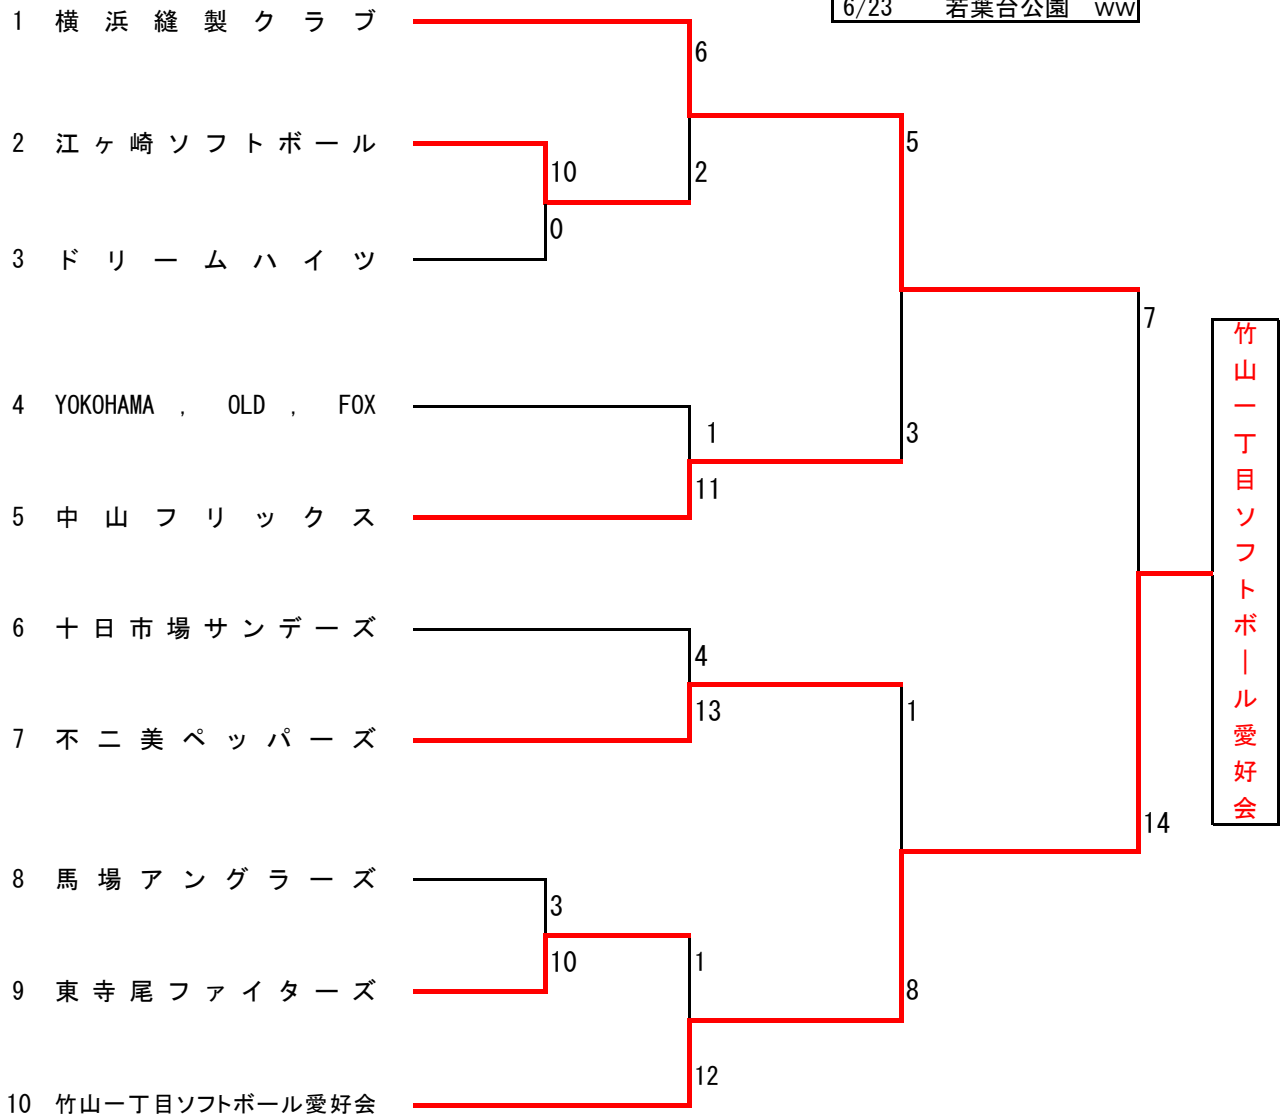 6/23 若葉台公園 ww
1 横浜縫製クラブ
6
2 江ヶ崎ソフトボール
5
10
2
0
3 ドリームハイツ
7
竹山一丁目ソフトボール愛好会
4 YOKOHAMA , OLD , FOX
1
3
11
5 中山フリックス
6 十日市場サンデーズ
4
13
1
7 不二美ペッパーズ
14
8 馬場アングラーズ
3
10
1
9 東寺尾ファイターズ
8
12
10 竹山一丁目ソフトボール愛好会